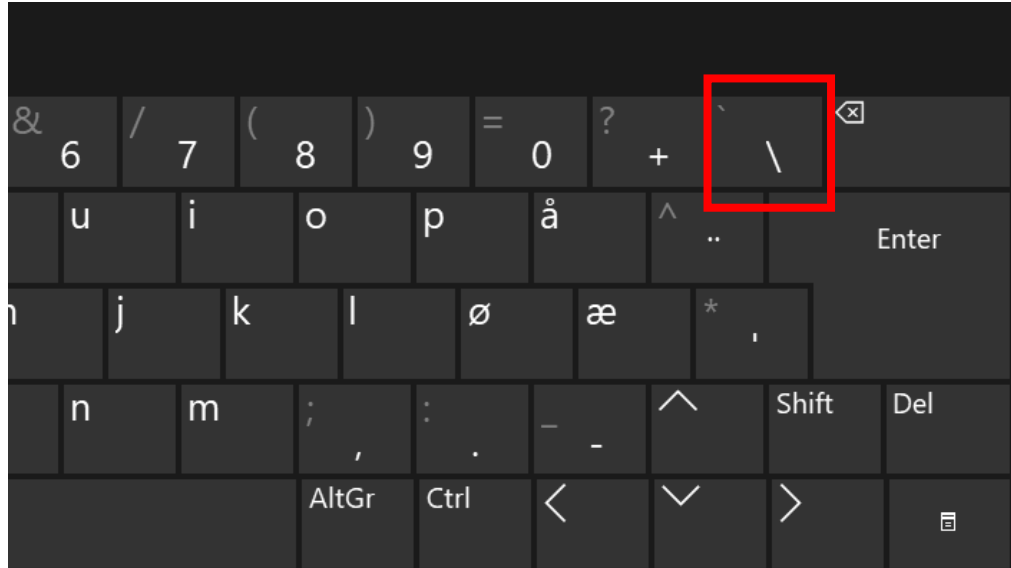 & 6 / 7 ( 8 ) 9 = 0 ? + ` \
u i o p å ^ ¨ Enter
j k l ø æ * '
n m ; , : . _ - Shift Del
AltGr Ctrl